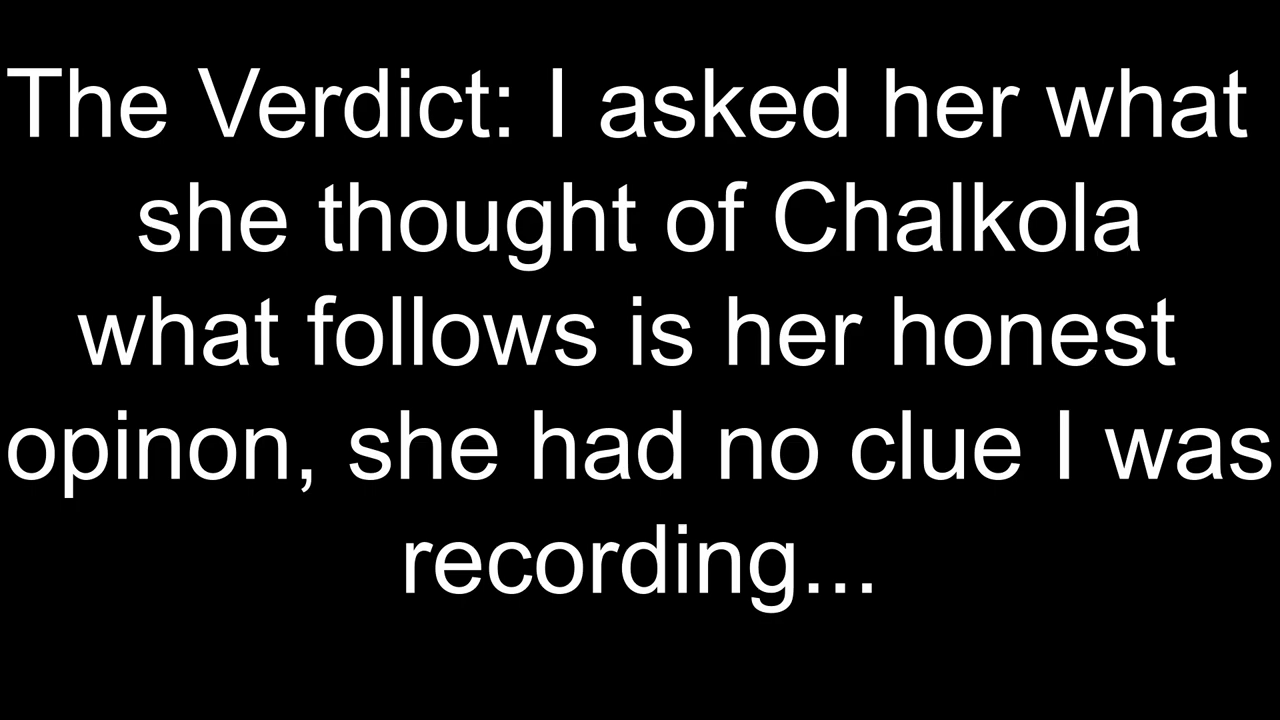 The Verdict: I asked her what
she thought of Chalkola
what follows is her honest
opinon, she had no clue I was
recording...